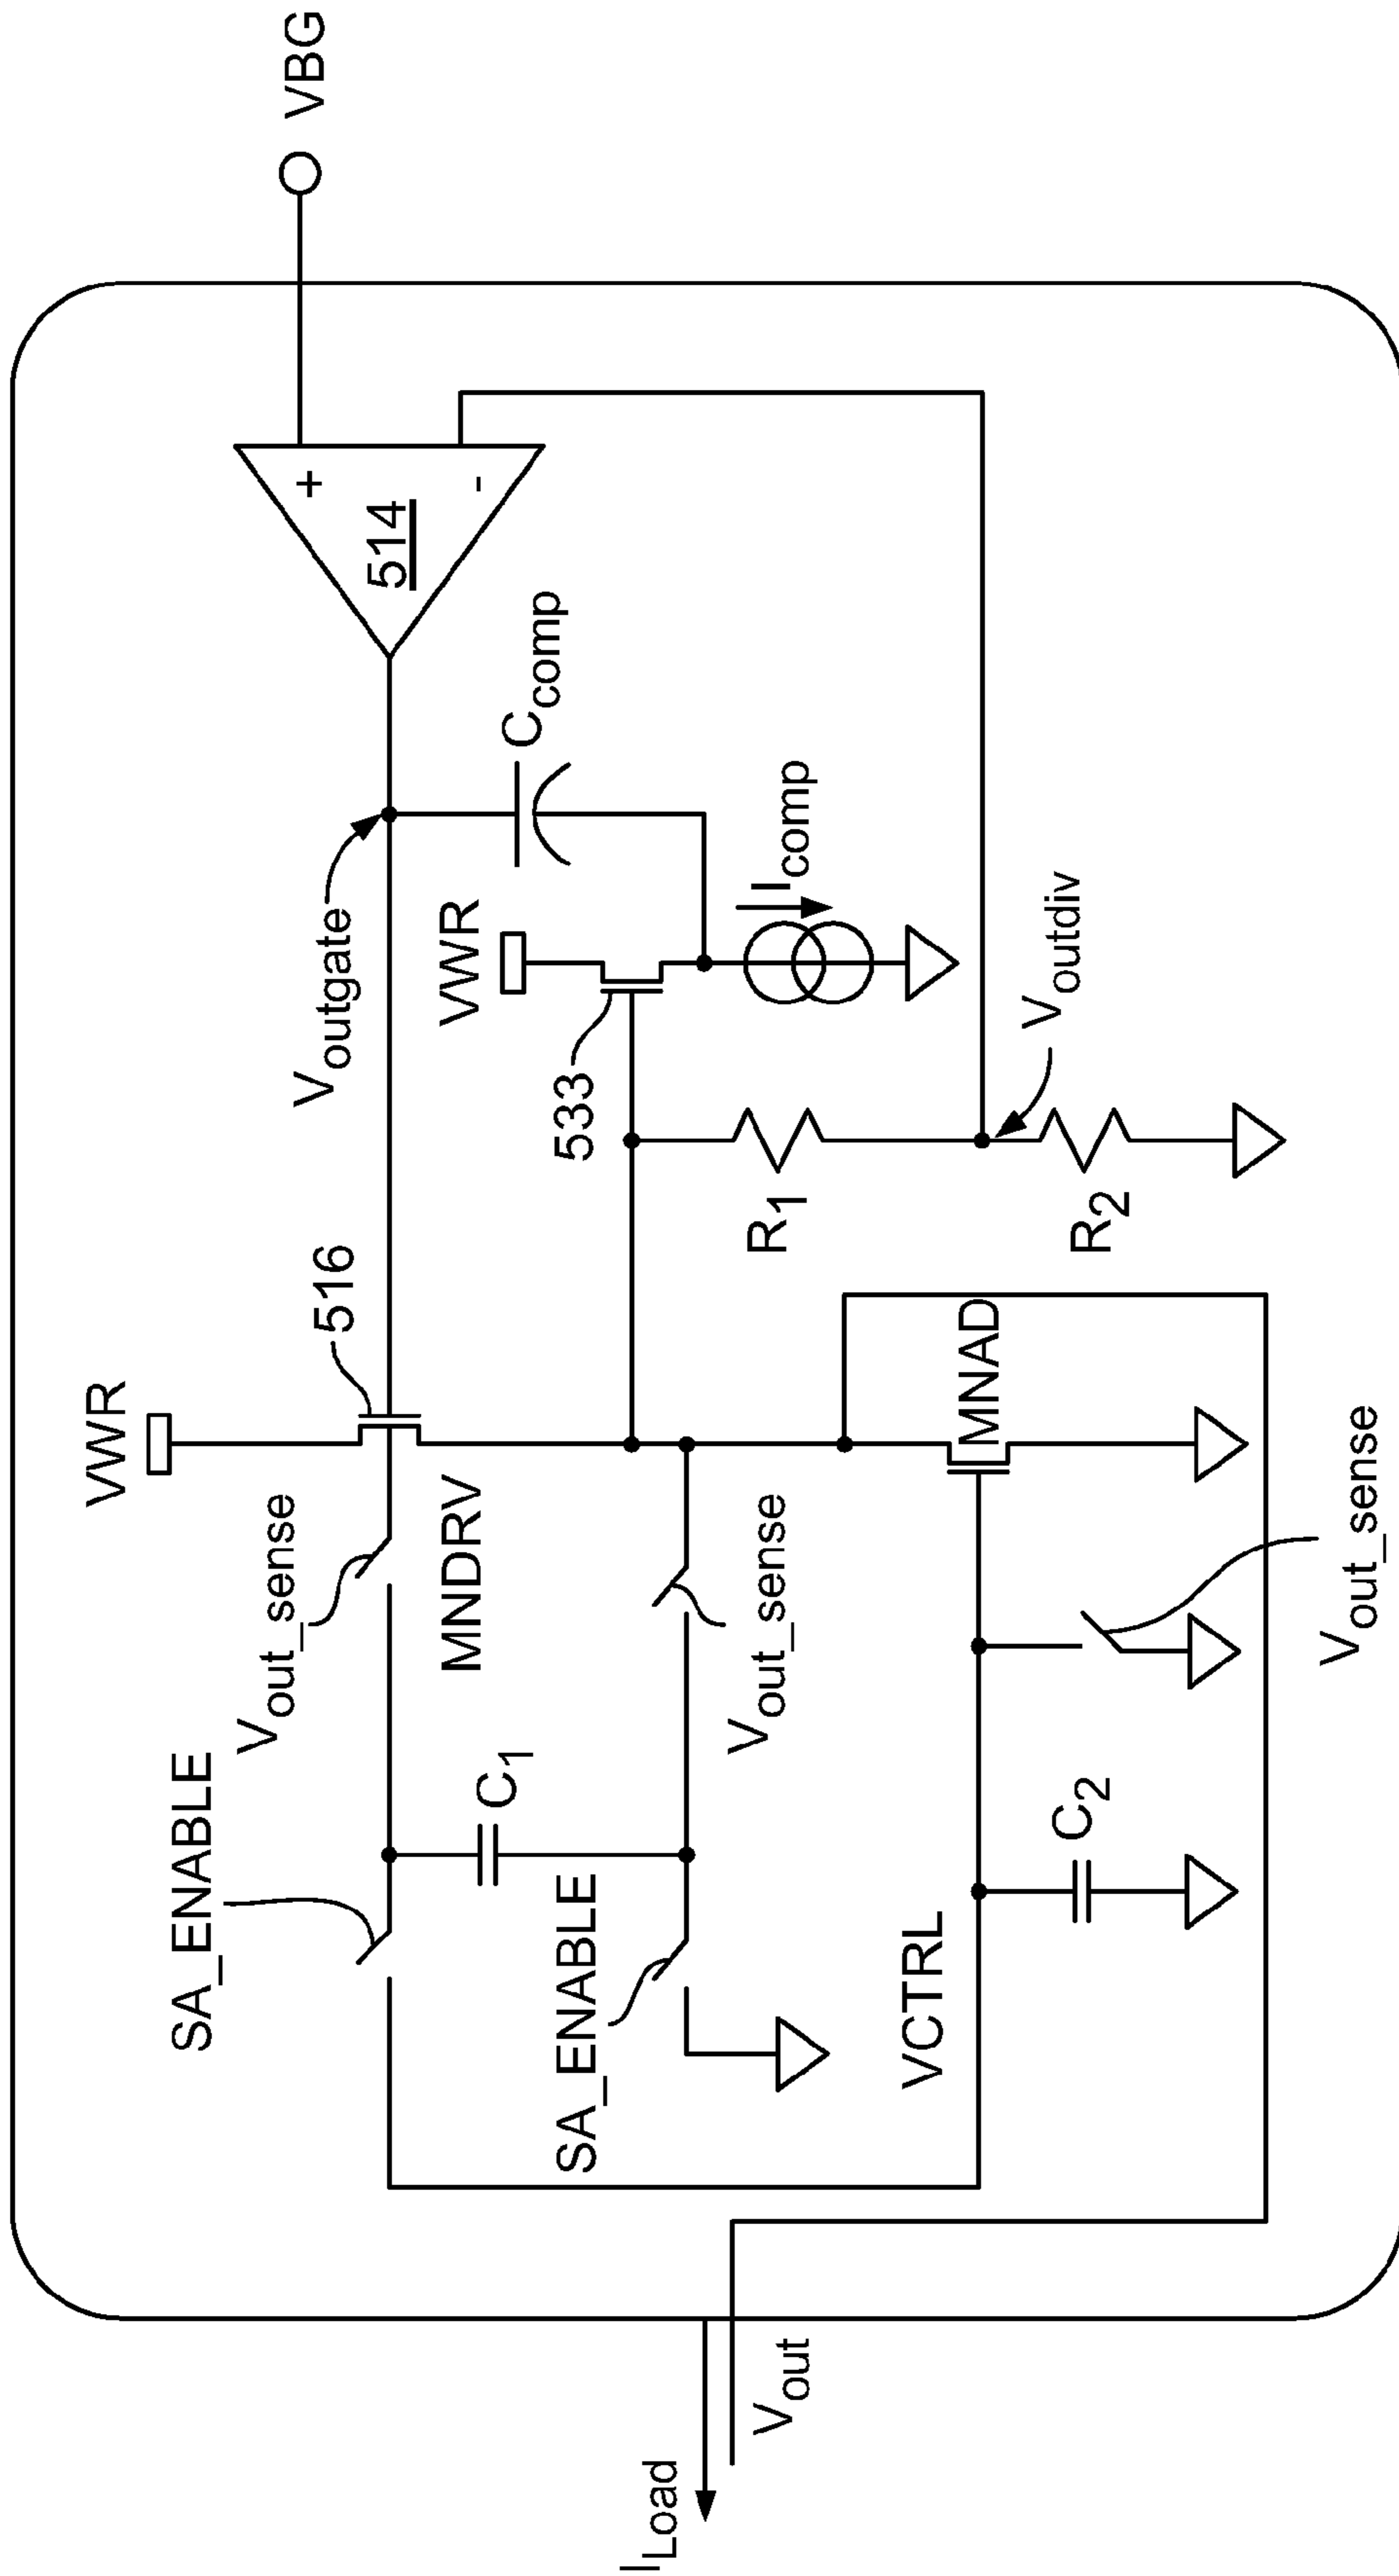 VBG
+
-
514
Voutgate
Ccomp
VWR
Icomp
533
Voutdiv
R1
R2
516
VWR
MNDRV
MNAD
Vout_sense
Vout_sense
Vout_sense
SA_ENABLE
C1
SA_ENABLE
C2
VCTRL
Vout
ILoad